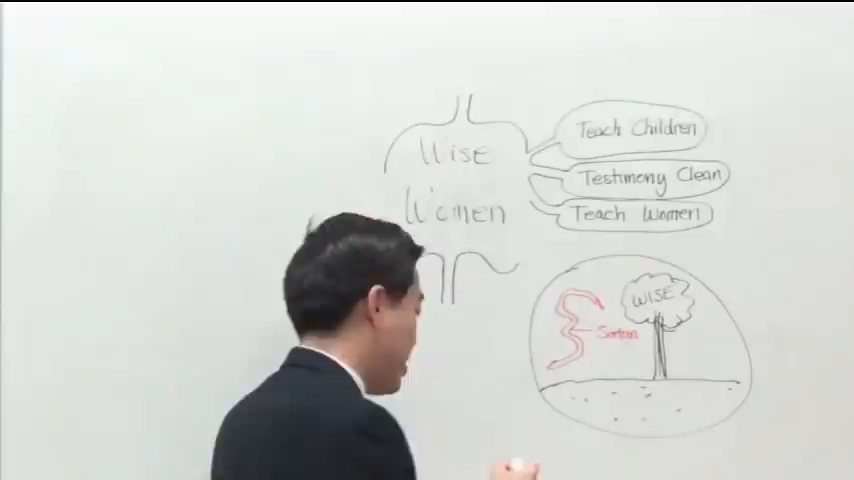 Wise
Women
Teach Children
Testimony Clean
Teach Women
WISE
Satan